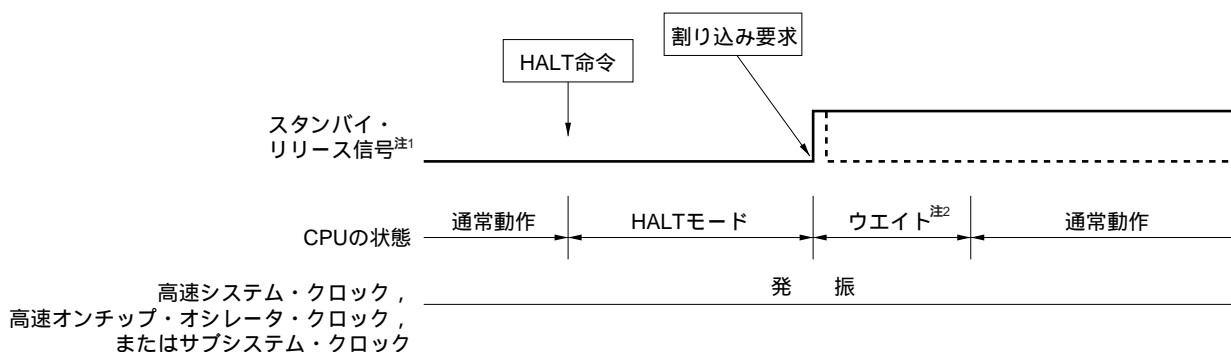 割り込み要求
HALT命令
スタンバイ・
リリース信号注1
通常動作 HALTモード ウエイト注2 通常動作
CPUの状態
発 振
高速システム・クロック，
高速オンチップ・オシレータ・クロック，
またはサブシステム・クロック